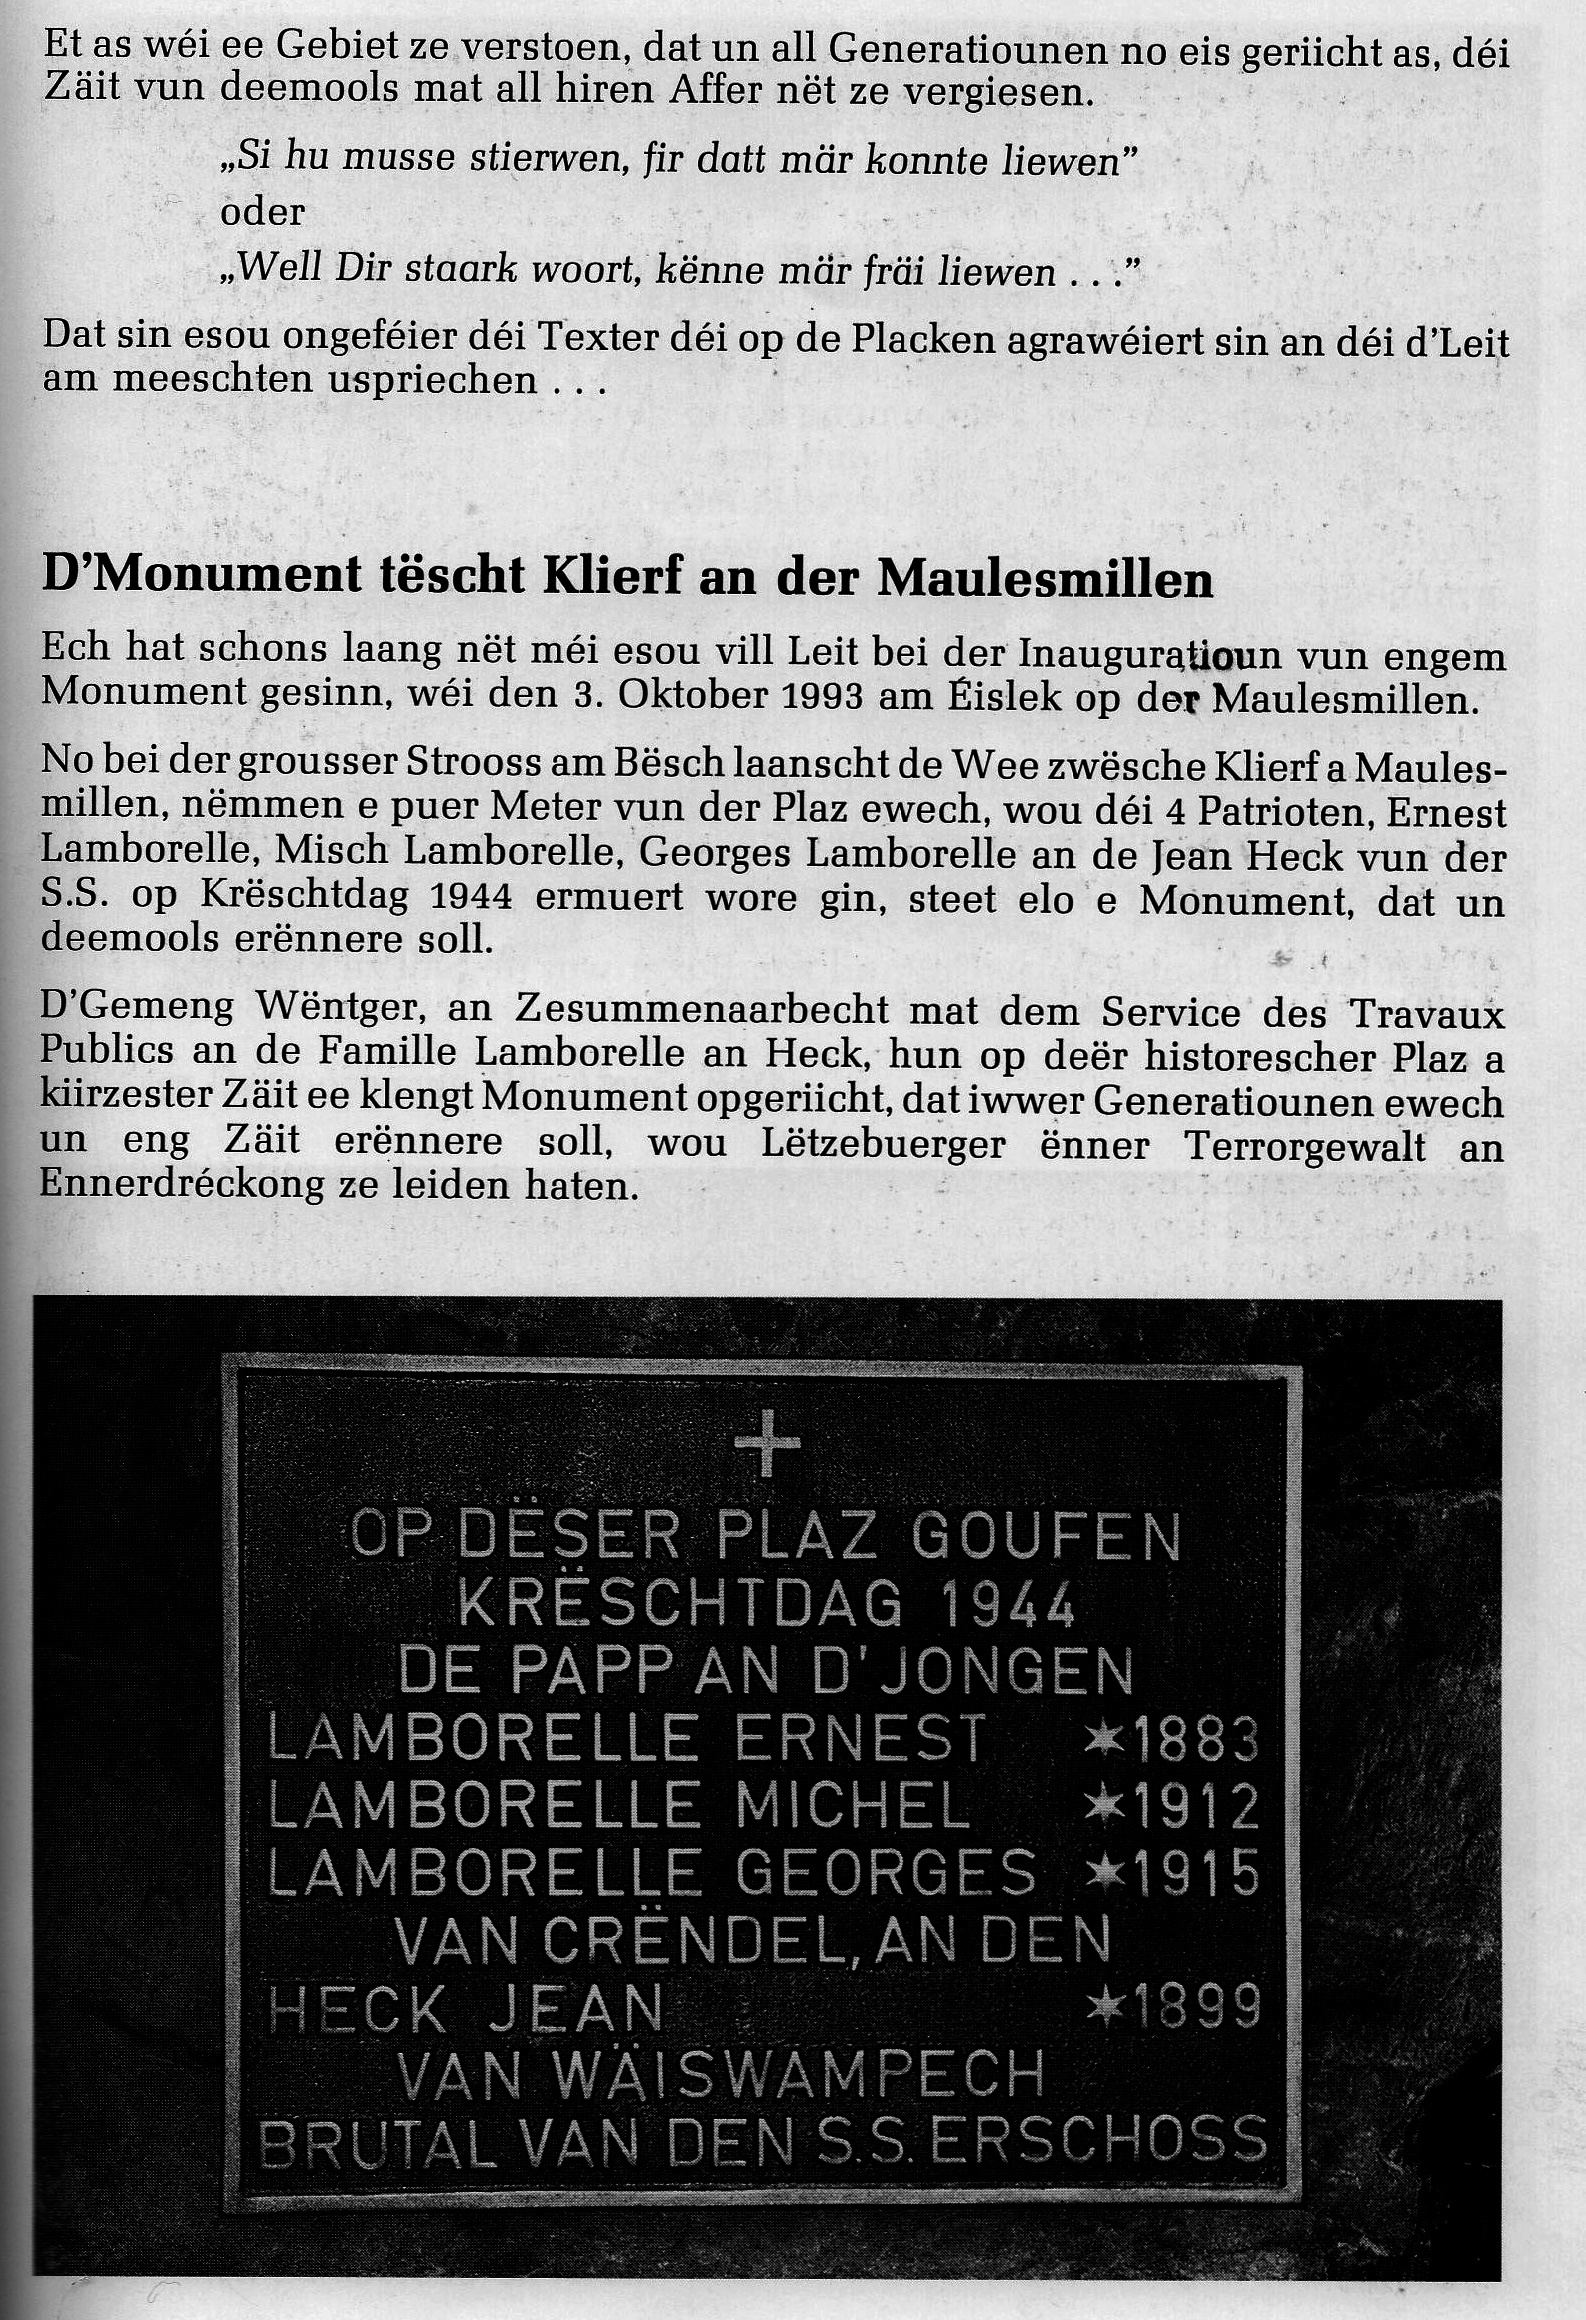 Et as wéi ee Gebiet ze verstoen, dat un all Generatiounen no eis geriicht as, déi
Zäit vun deemools mat all hiren Affer nët ze vergiesen.
„Si hu musse stierwen, fir datt mär konnte liewen”
oder
„Well Dir staark woort, kënne mär fräi liewen . . .”
Dat sin esou ongeféier déi Texter déi op de Placken agrawéiert sin an déi d’Leit
am meeschten uspriechen . . .
D’Monument tëscht Klierf an der Maulesmillen
Ech hat schons laang nët méi esou vill Leit bei der Inauguratioun vun engem
Monument gesinn, wéi den 3. Oktober 1993 am Éislek op der Maulesmillen.
No bei der grousser Strooss am Bësch laanscht de Wee zwësche Klierf a Maules-
millen, nëmmen e puer Meter vun der Plaz ewech, wou déi 4 Patrioten, Ernest
Lamborelle, Misch Lamborelle, Georges Lamborelle an de Jean Heck vun der
S.S. op Krëschtdag 1944 ermuert wore gin, steet elo e Monument, dat un
deemools erënnere soll.
D’Gemeng Wëntger, an Zesummenaarbecht mat dem Service des Travaux
Publics an de Famille Lamborelle an Heck, hun op deër historescher Plaz a
kiirzester Zäit ee klengt Monument opgeriicht, dat iwwer Generatiounen ewech
un eng Zäit erënnere soll, wou Lëtzebuerger ënner Terrorgewalt an
Ennerdréckong ze leiden haten.
OP DËSER PLAZ GOUFEN
KRËSCHTDAG 1944
DE PAPP AN D'JONGEN
LAMBORELLE ERNEST ✶1883
LAMBORELLE MICHEL ✶1912
LAMBORELLE GEORGES ✶1915
VAN CRËNDEL, AN DEN
HECK JEAN ✶1899
VAN WÄISWAMPECH
BRUTAL VAN DEN S.S. ERSCHOSS